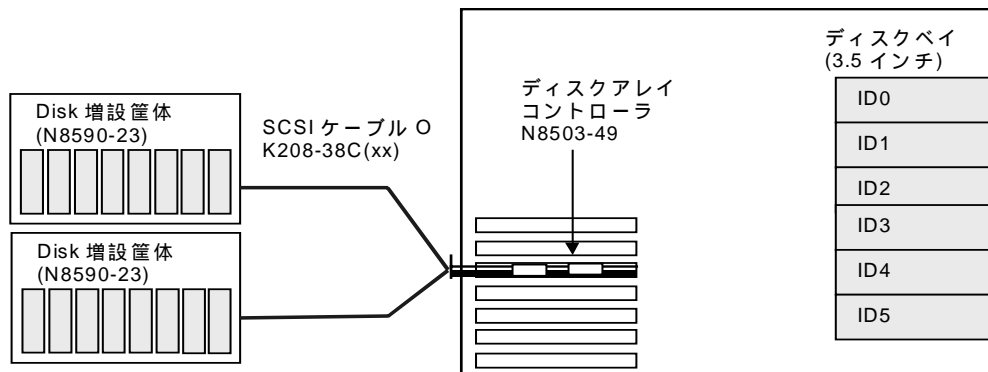 Disk 増設筐体
(N8590-23)
Disk 増設筐体
(N8590-23)
SCSI ケーブル O
K208-38C(xx)
ディスクアレイ
コントローラ
N8503-49
ディスクベイ
(3.5 インチ)
ID0
ID1
ID2
ID3
ID4
ID5